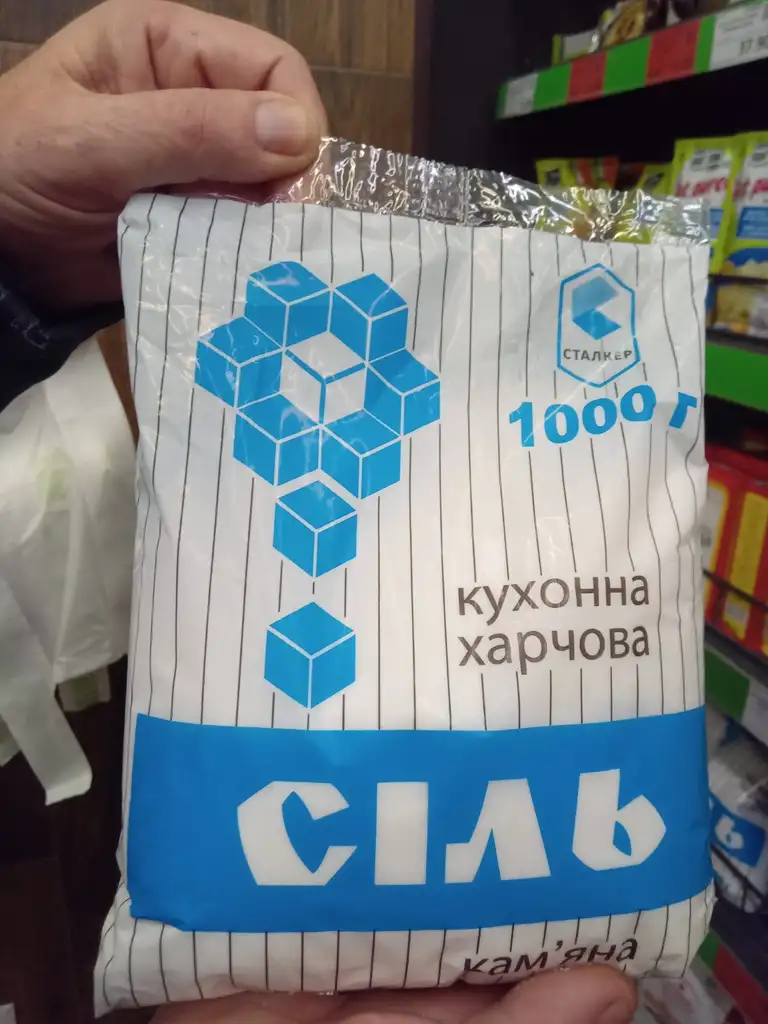 СТАЛКЕР
1000 г
кухонна
харчова
СІЛЬ
кам’яна